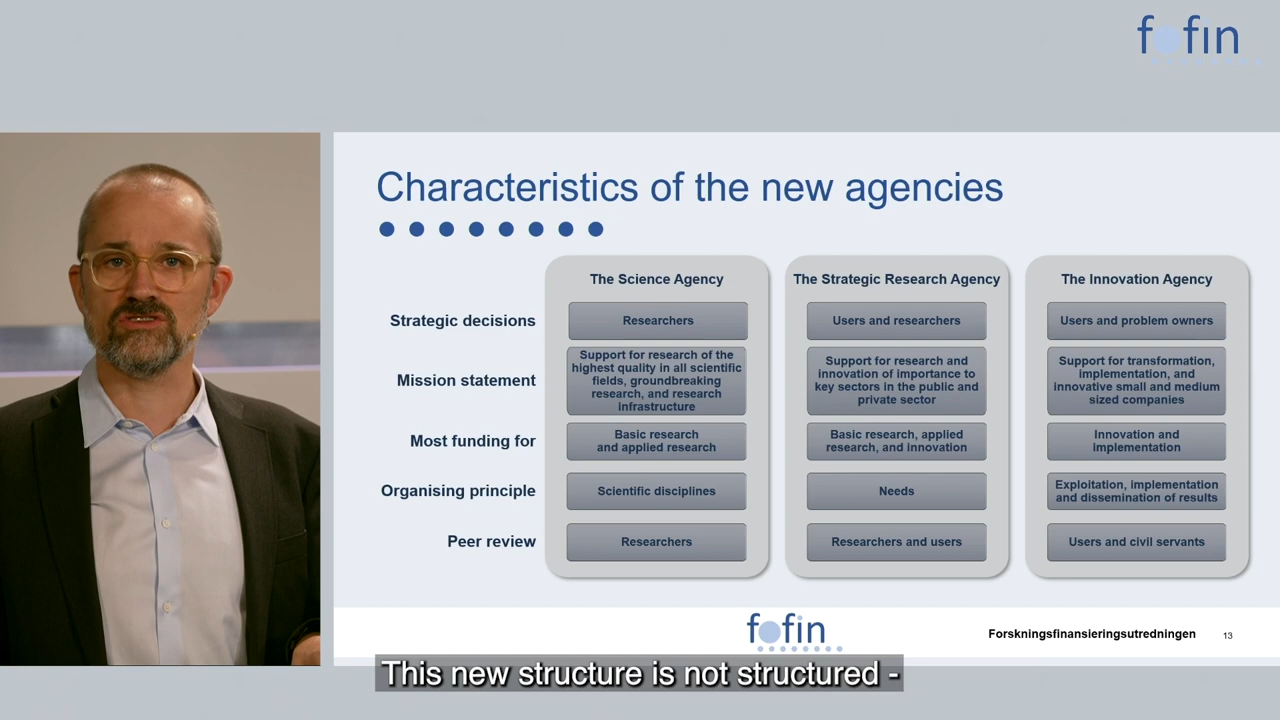 fofin
Characteristics of the new agencies
The Science Agency
The Strategic Research Agency
The Innovation Agency
Strategic decisions
Researchers
Users and researchers
Users and problem owners
Mission statement
Support for research of the
highest quality in all scientific
fields, groundbreaking
research, and research
infrastructure
Support for research and
innovation of importance to
key sectors in the public and
private sector
Support for transformation,
implementation, and
innovative small and medium
sized companies
Most funding for
Basic research
and applied research
Basic research, applied
research, and innovation
Innovation and
implementation
Organising principle
Scientific disciplines
Needs
Exploitation, implementation
and dissemination of results
Peer review
Researchers
Researchers and users
Users and civil servants
fofin
Forskningsfinansieringsutredningen
13
This new structure is not structured -